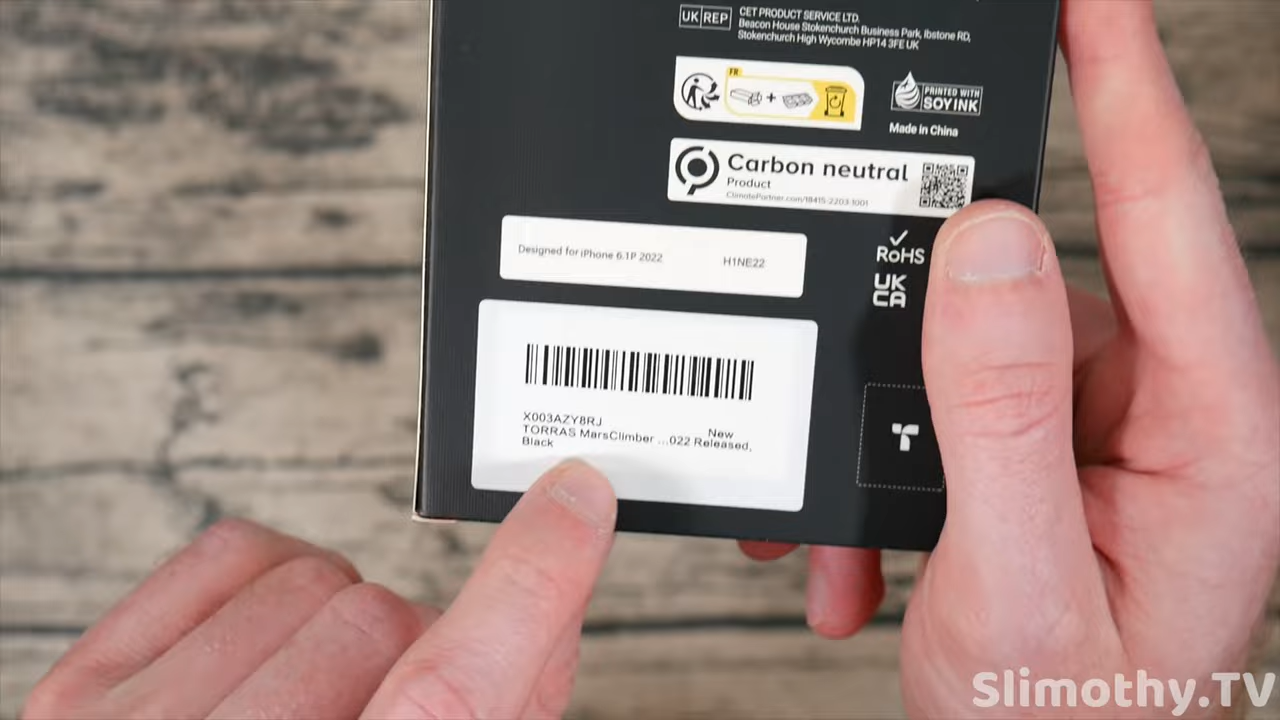 UK REP
CET PRODUCT SERVICE LTD.
Beacon House Stokenchurch Business Park, Ibstone RD,
Stokenchurch High Wycombe HP14 3FE UK
FR
PRINTED WITH
SOY INK
Made in China
Carbon neutral
Product
ClimatePartner.com/18415-2203-1001
Designed for iPhone 6.1P 2022 H1NE22
RoHS
UK
CA
X003AZY8RJ
New
TORRAS MarsClimber ...022 Released,
Black
Slimothy.TV